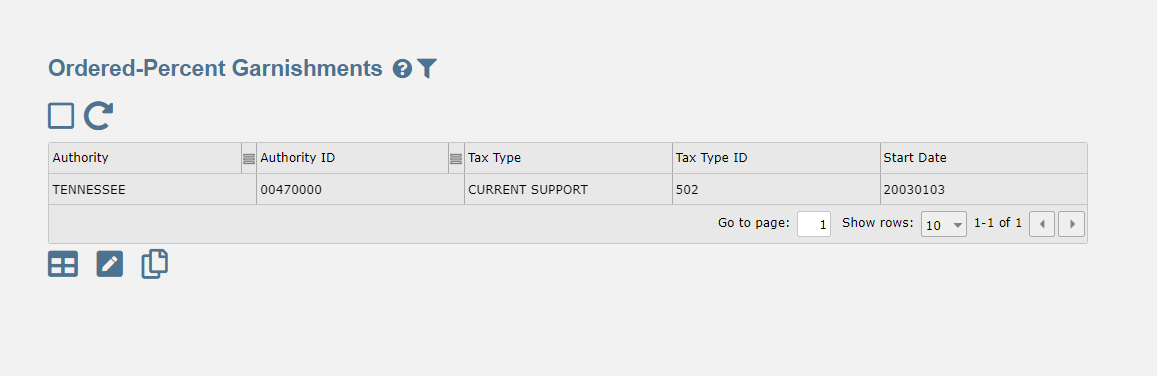 Ordered-Percent Garnishments
Authority Authority ID Tax Type Tax Type ID Start Date
TENNESSEE 00470000 CURRENT SUPPORT 502 20030103
Go to page: 1 Show rows: 10 1-1 of 1